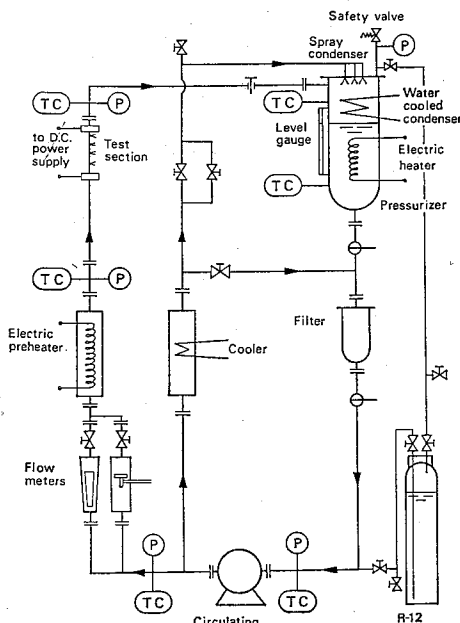 Safety valve
P
Spray
condenser
TC
P
TC
Water
cooled
condenser
to D.C.
power
supply
Test
section
Level
gauge
Electric
heater
TC
Pressurizer
TC
P
Electric
preheater
Cooler
Filter
Flow
meters
P
P
TC
TC
Circulating
R-12